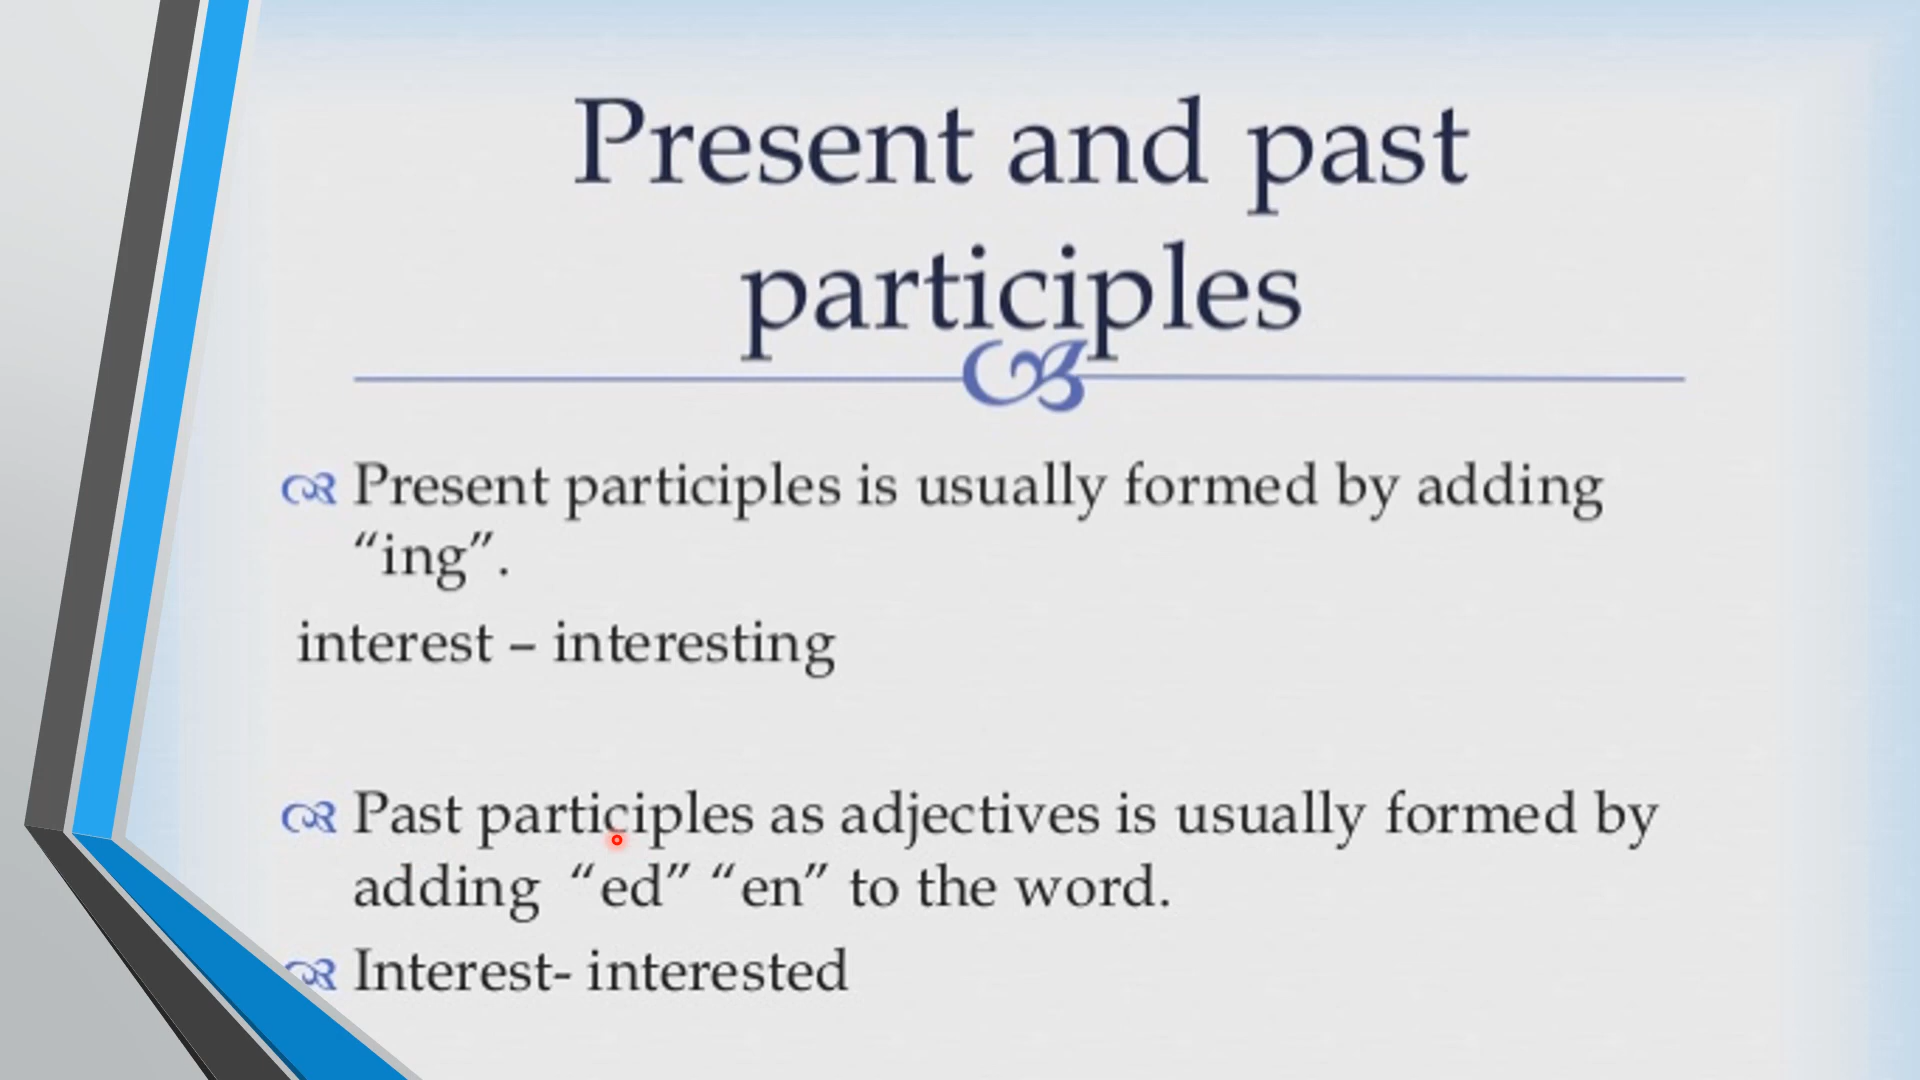 Present and past
participles
Present participles is usually formed by adding
“ing”.
interest – interesting
Past participles as adjectives is usually formed by
adding “ed” “en” to the word.
Interest- interested